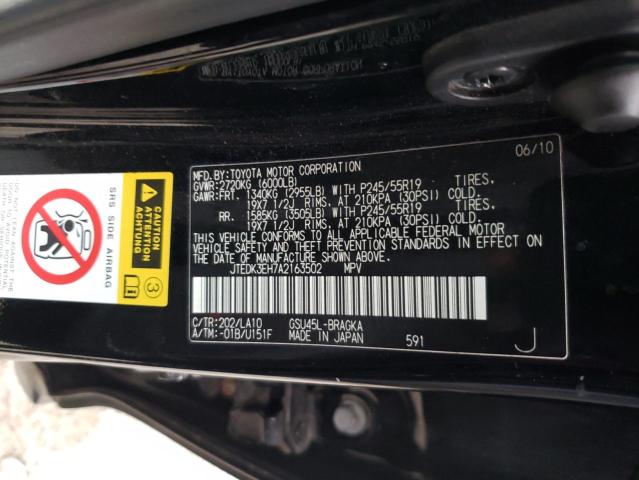 06/10
MFD.BY:TOYOTA MOTOR CORPORATION
GVWR:2720KG (6000LB)
GAWR:FRT. 1340KG (2955LB) WITH P245/55R19 TIRES,
19X7 1/2J RIMS, AT 210KPA (30PSI) COLD.
RR. 1585KG (3505LB) WITH P245/55R19 TIRES,
19X7 1/2J RIMS, AT 210KPA (30PSI) COLD.
THIS VEHICLE CONFORMS TO ALL APPLICABLE FEDERAL MOTOR
VEHICLE SAFETY AND THEFT PREVENTION STANDARDS IN EFFECT ON
THE DATE OF MANUFACTURE SHOWN ABOVE.
JTEDK3EH7A2163502 MPV
C/TR:202/LA10 GSU45L-BRAGKA
A/TM:-01B/U151F MADE IN JAPAN 591 J
SRS SIDE AIRBAG
CAUTION
ATTENTION
ACHTUNG
3